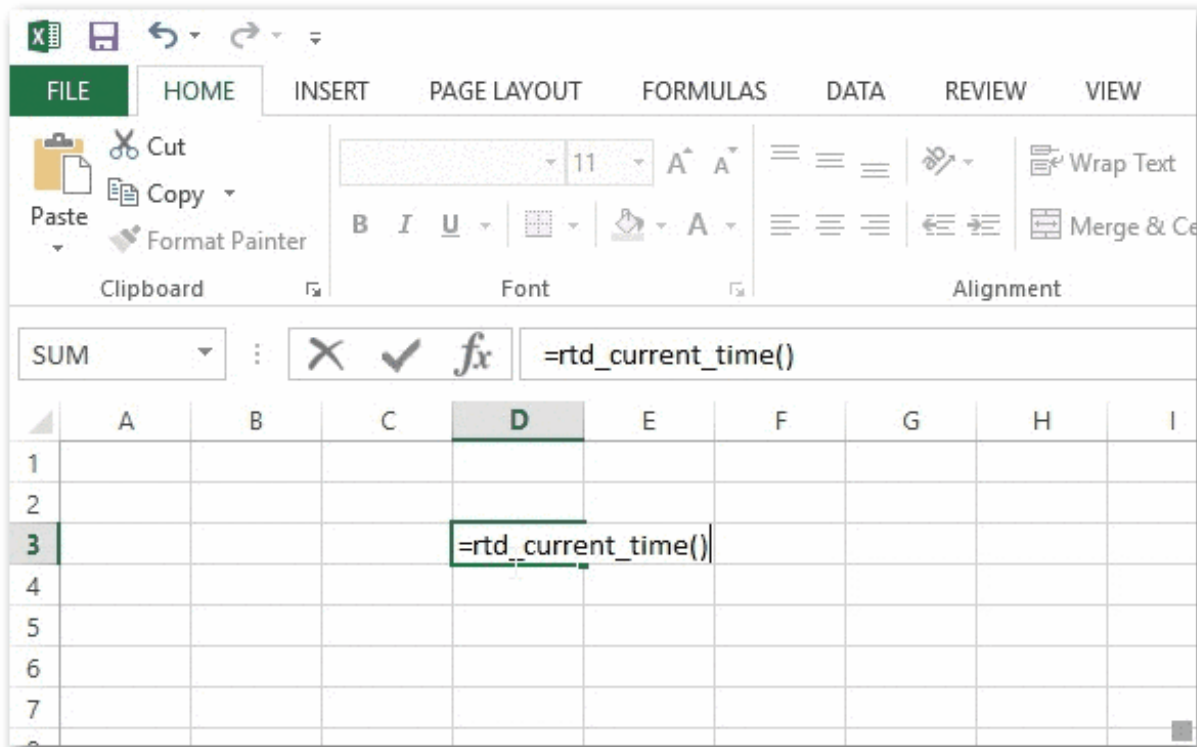 FILE HOME INSERT PAGE LAYOUT FORMULAS DATA REVIEW VIEW
Cut
Copy
Paste
Format Painter
11 A A
Wrap Text
B I U A
Merge & Ce
Clipboard Font Alignment
SUM fx =rtd_current_time()
A B C D E F G H I
1
2
3 =rtd_current_time()
4
5
6
7